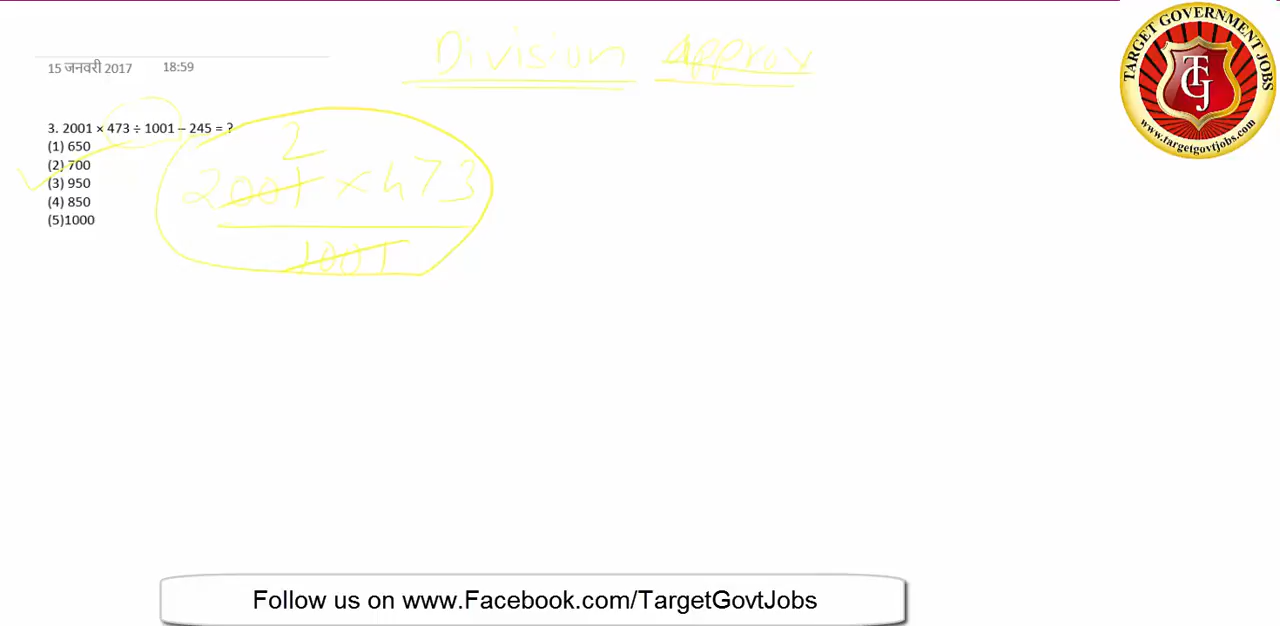 Division Approx
TARGET GOVERNMENT JOBS
TGJ
www.targetgovtjobs.com
15 जनवरी 2017 18:59
3. 2001 × 473 ÷ 1001 – 245 = ?
(1) 650
(2) 700
(3) 950
(4) 850
(5)1000
2
2001 × 473
1001
Follow us on www.Facebook.com/TargetGovtJobs